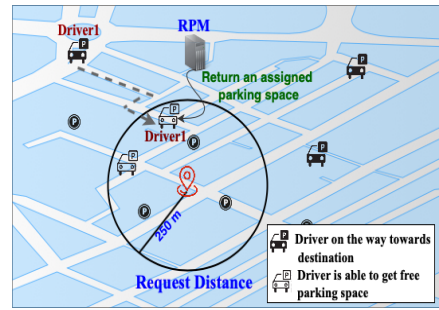 Driver1
P
RPM
P
Return an assigned
parking space
P
Driver1
P
P
P
P
P
P
P
250 m
Request Distance
P
Driver on the way towards
destination
P
Driver is able to get free
parking space